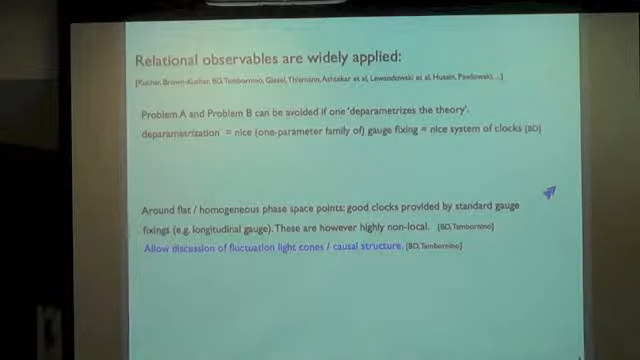 Relational observables are widely applied:
[Kuchar, Brown-Kuchar, BD, Tambornino, Giesel, Thiemann, Ashtekar et al, Lewandowski et al, Husain, Pawlowski, ...]
Problem A and Problem B can be avoided if one 'deparametrizes the theory'.
deparametrization = nice (one-parameter family of) gauge fixing = nice system of clocks (BD)
Around flat / homogeneous phase space points: good clocks provided by standard gauge
fixings (e.g. longitudinal gauge). These are however highly non-local. [BD, Tambornino]
Allow discussion of fluctuation light cones / causal structure. [BD, Tambornino]